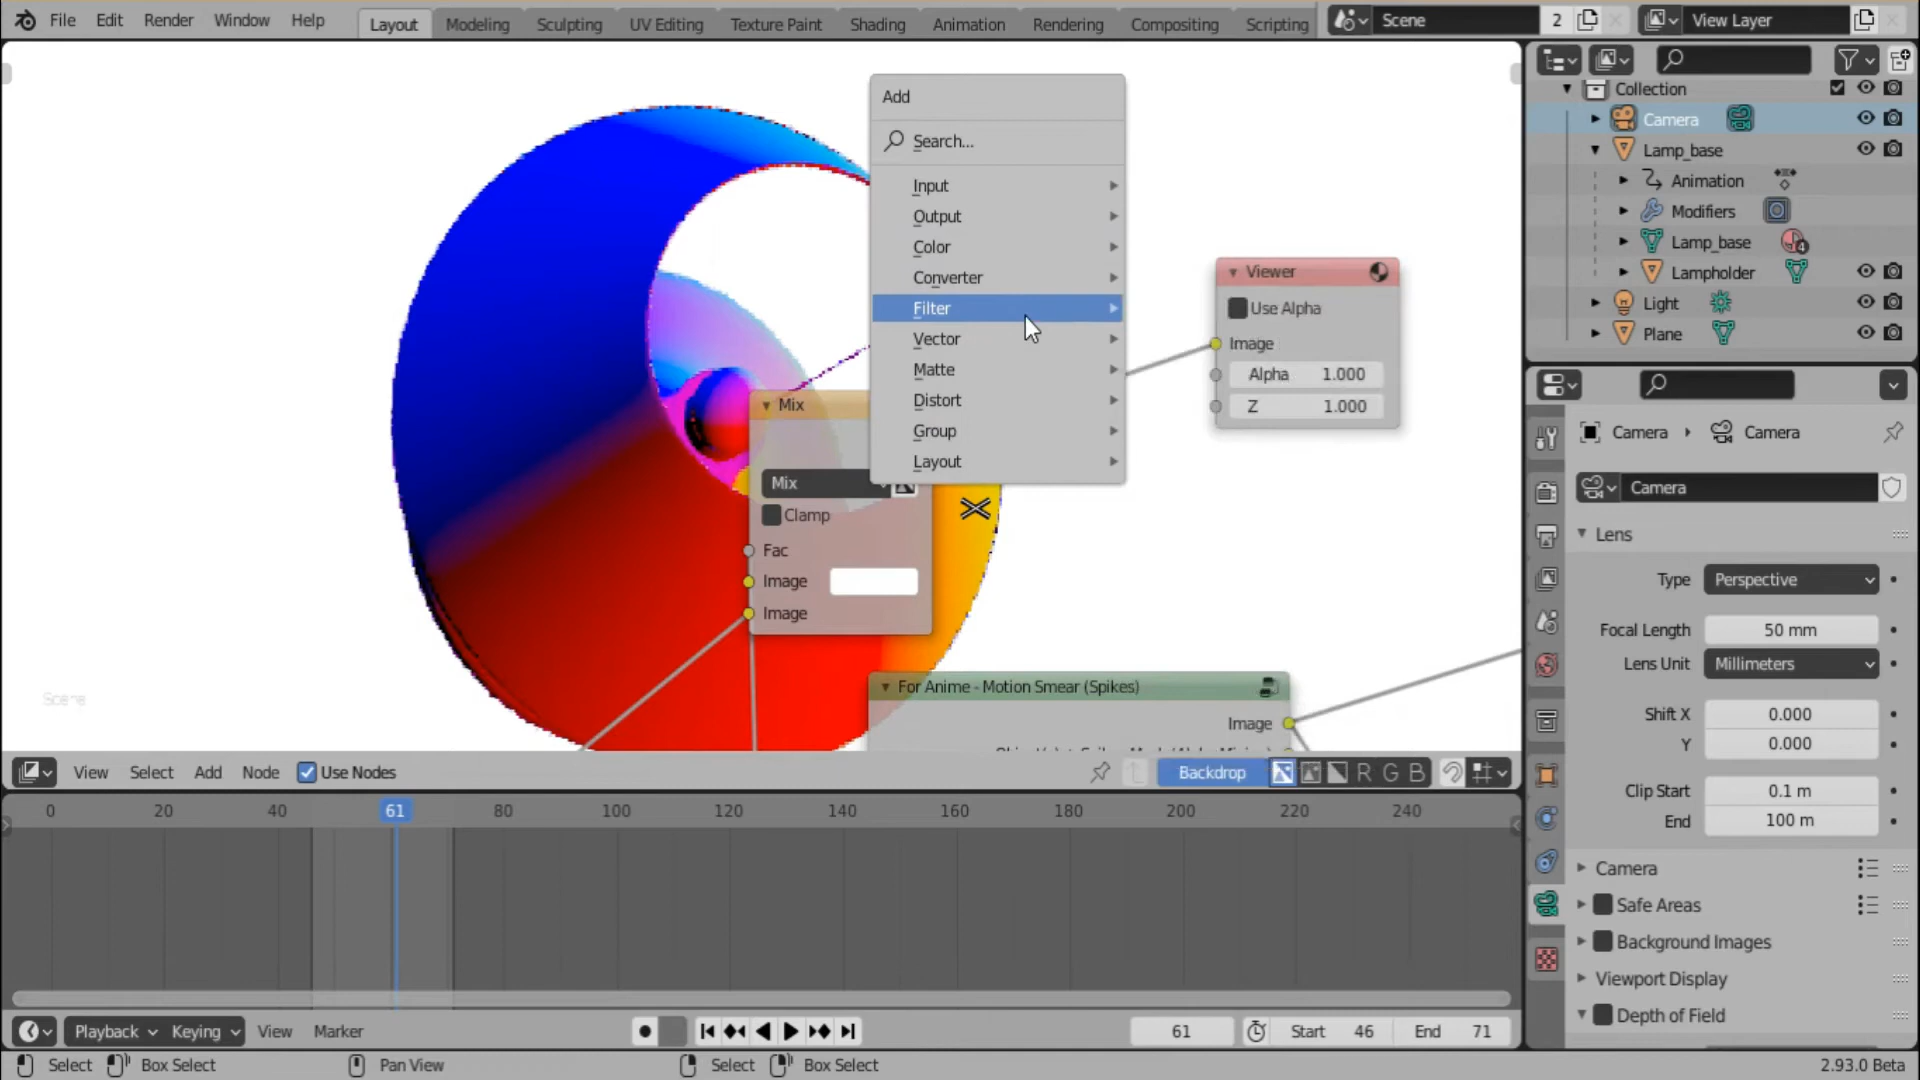 File Edit Render Window Help
Layout Modeling Sculpting UV Editing Texture Paint Shading Animation Rendering Compositing Scripting
Scene 2
View Layer
Add
Search...
Input
Output
Color
Converter
Filter
Vector
Matte
Distort
Group
Layout
Viewer
Use Alpha
Image
Alpha 1.000
Z 1.000
Mix
Mix
Clamp
Fac
Image
Image
For Anime - Motion Smear (Spikes)
Image
Scene
View Select Add Node Use Nodes
Backdrop R G B
0 20 40 61 80 100 120 140 160 180 200 220 240
Playback Keying View Marker
61 Start 46 End 71
Select Box Select Pan View Select Box Select
2.93.0 Beta
Collection
Camera
Lamp_base
Animation
Modifiers
Lamp_base
Lampholder
Light
Plane
Camera Camera
Camera
Lens
Type Perspective
Focal Length 50 mm
Lens Unit Millimeters
Shift X 0.000
Y 0.000
Clip Start 0.1 m
End 100 m
Camera
Safe Areas
Background Images
Viewport Display
Depth of Field